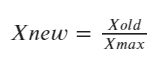 Xnew = Xold / Xmax